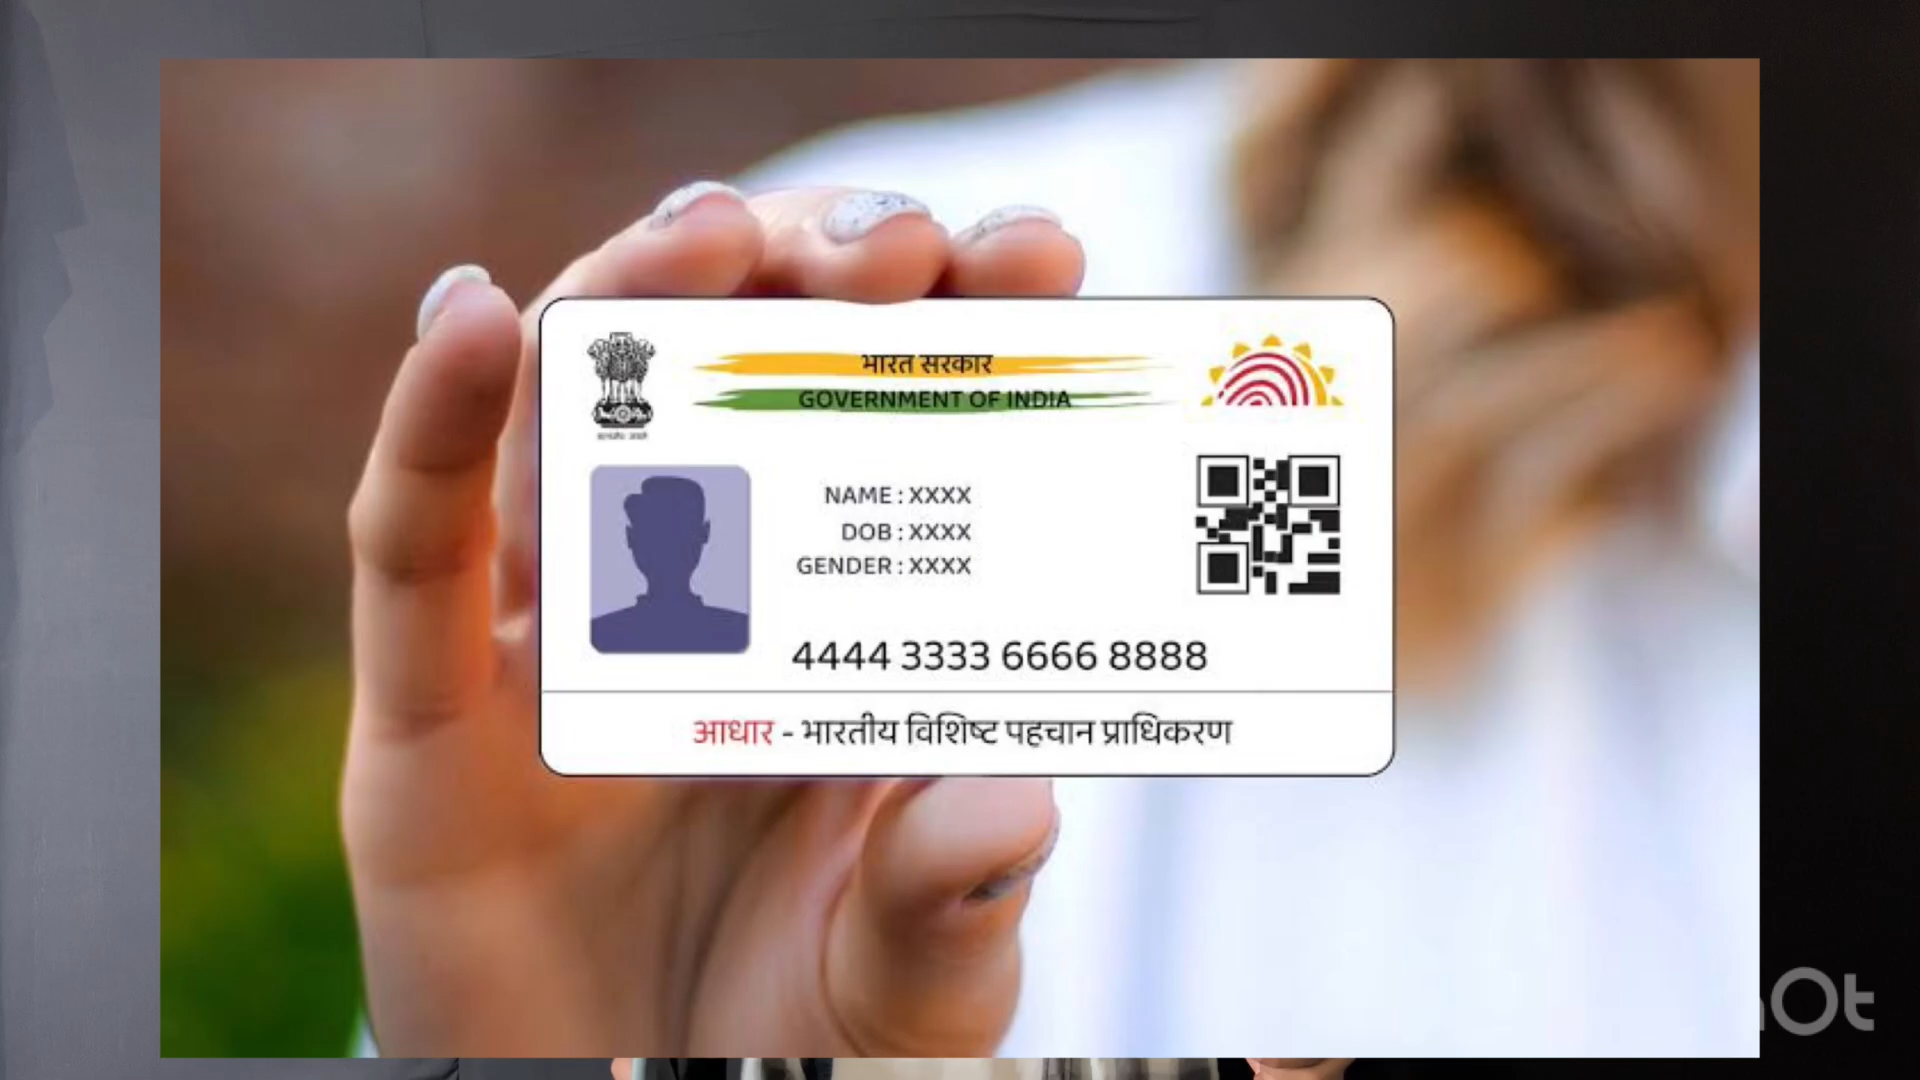 भारत सरकार
GOVERNMENT OF INDIA
NAME : XXXX
DOB : XXXX
GENDER : XXXX
4444 3333 6666 8888
आधार - भारतीय विशिष्ट पहचान प्राधिकरण